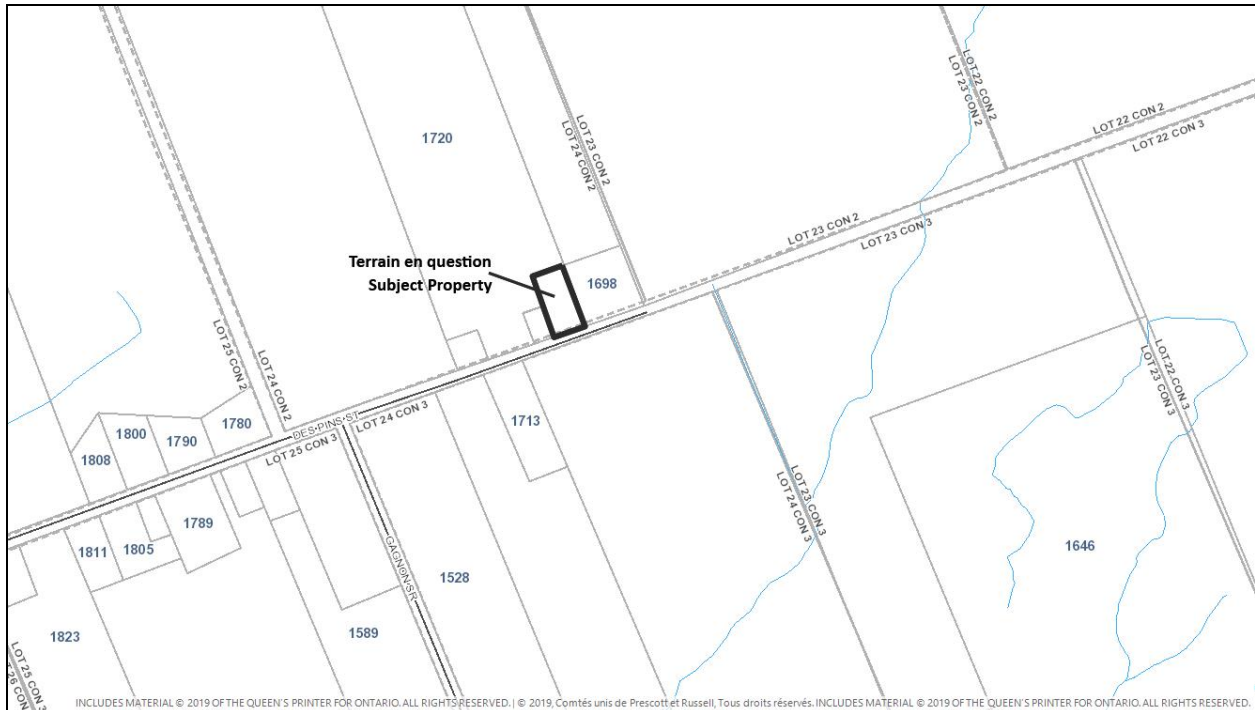 LOT 22 CON 2
LOT 23 CON 2
LOT 22 CON 2
LOT 22 CON 3
1720
LOT 23 CON 2
LOT 24 CON 2
LOT 23 CON 2
LOT 23 CON 3
Terrain en question
Subject Property
1698
LOT 24 CON 2
LOT 25 CON 2
LOT 22 CON 3
LOT 23 CON 3
1780
1800
1790
1808
DES PINS ST
LOT 24 CON 3
LOT 25 CON 3
1713
1789
1811
1805
LOT 23 CON 3
LOT 24 CON 3
GAGNON SR
1528
1646
1823
1589
LOT 25 CON 3
LOT 26 CON
INCLUDES MATERIAL © 2019 OF THE QUEEN'S PRINTER FOR ONTARIO. ALL RIGHTS RESERVED. | © 2019, Comtés unis de Prescott et Russell, Tous droits réservés. INCLUDES MATERIAL © 2019 OF THE QUEEN'S PRINTER FOR ONTARIO. ALL RIGHTS RESERVED.